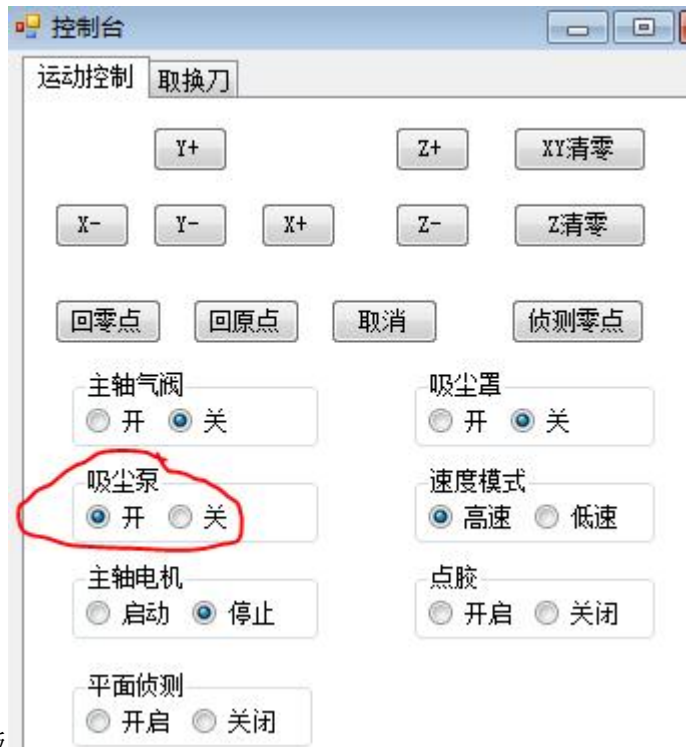 控制台
运动控制 取换刀
Y+ Z+ XY清零
X- Y- X+ Z- Z清零
回零点 回原点 取消 侦测零点
主轴气阀 吸尘罩
开 关 开 关
吸尘泵 速度模式
开 关 高速 低速
主轴电机 点胶
启动 停止 开启 关闭
平面侦测
开启 关闭